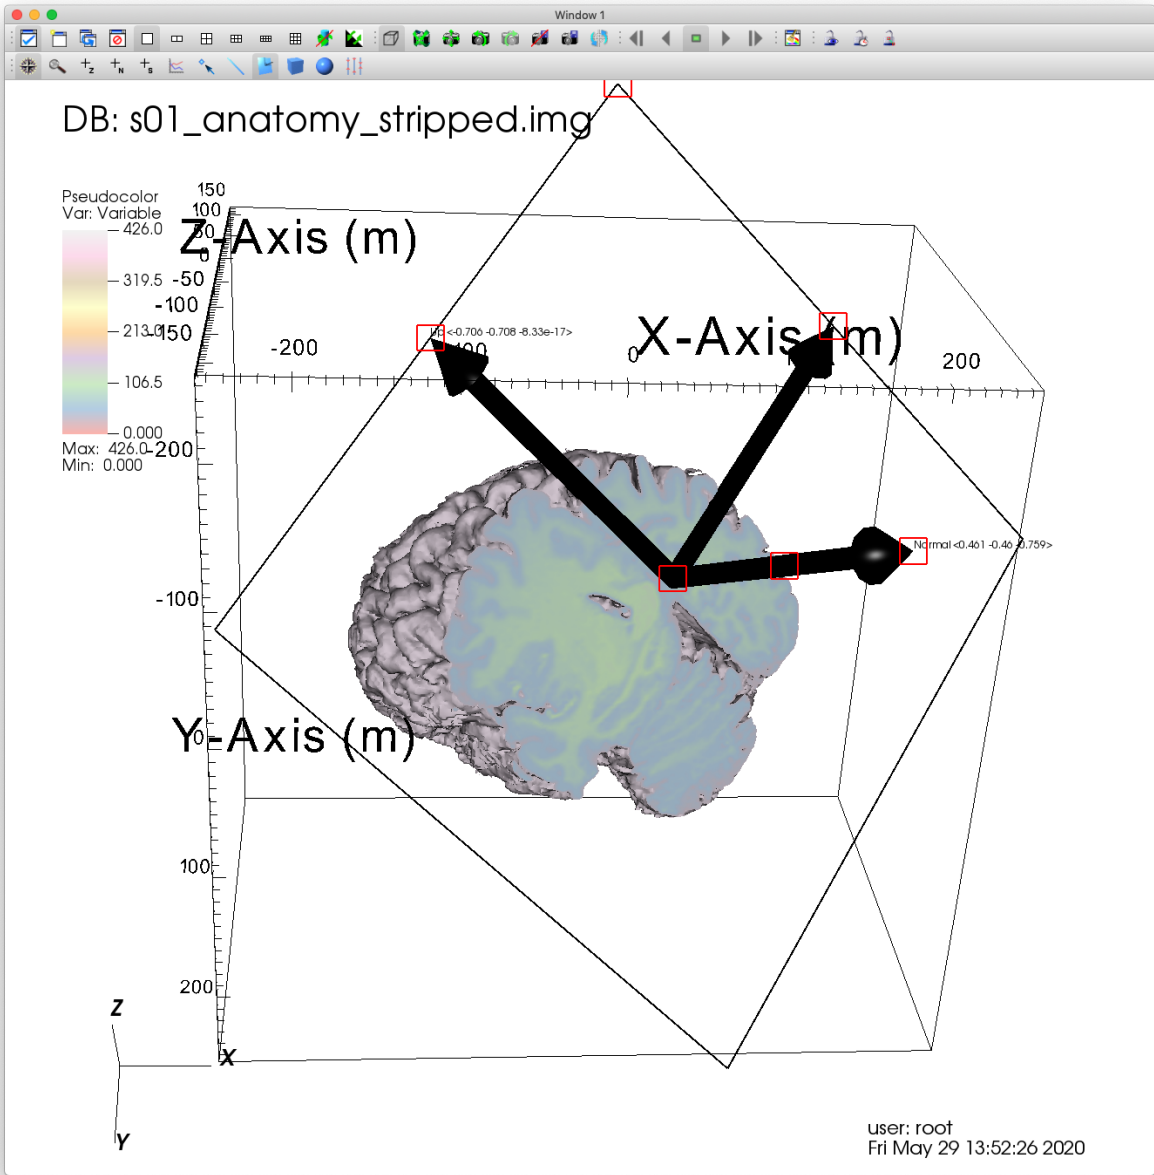 Window 1
DB: s01_anatomy_stripped.img
Pseudocolor
Var: Variable
426.0
319.5
213.0
106.5
0.000
Max: 426.0
Min: 0.000
150
100
50
0
-50
-100
-150
Z-Axis (m)
Up <-0.706 -0.708 -8.33e-17>
X-Axis (m)
-200
0
200
Normal <0.461 -0.46 -0.759>
-200
-100
Y-Axis (m)
0
100
200
Z
X
Y
user: root
Fri May 29 13:52:26 2020